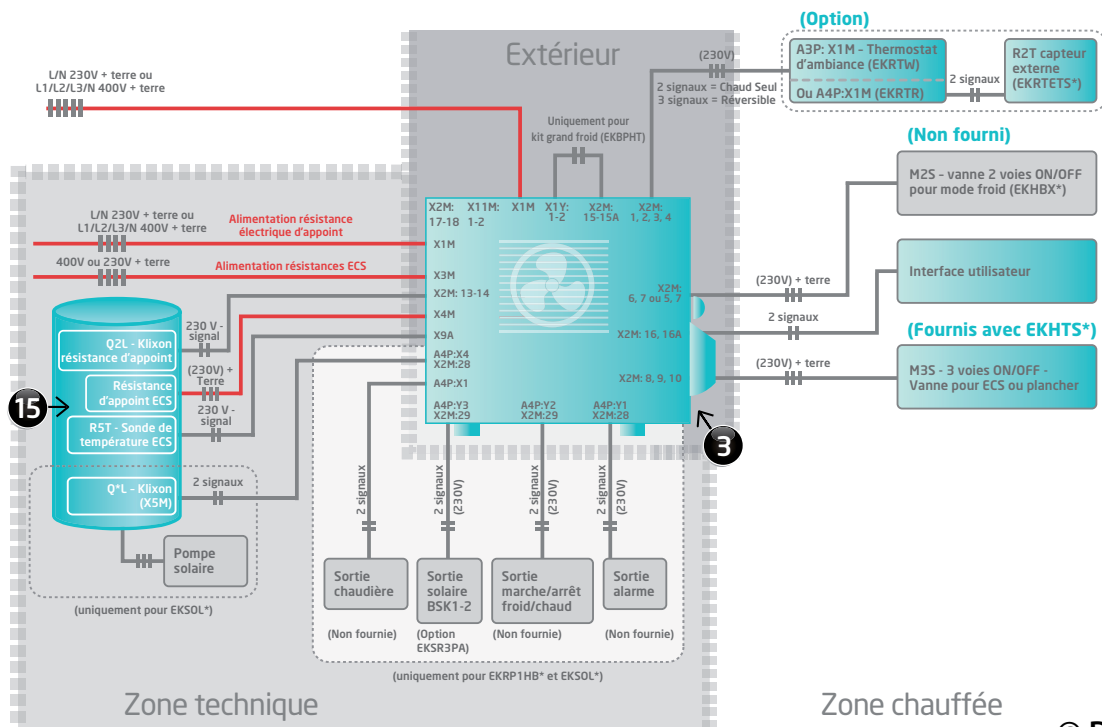 (Option)
Extérieur
(230V)
A3P: X1M - Thermostat
d'ambiance (EKRTW)
Ou A4P:X1M (EKRTR)
2 signaux
R2T capteur
externe
(EKRTETS*)
L/N 230V + terre ou
L1/L2/L3/N 400V + terre
2 signaux = Chaud Seul
3 signaux = Réversible
Uniquement pour
kit grand froid (EKBPHT)
(Non fourni)
M2S - vanne 2 voies ON/OFF
pour mode froid (EKHBX*)
X2M:
17-18
X11M:
1-2
X1M
X1Y:
1-2
X2M:
15-15A
X2M:
1, 2, 3, 4
L/N 230V + terre ou
L1/L2/L3/N 400V + terre
Alimentation résistance
électrique d'appoint
X1M
400V ou 230V + terre
Alimentation résistances ECS
X3M
X2M: 13-14
X4M
X9A
A4P:X4
X2M:28
A4P:X1
A4P:Y3
X2M:29
A4P:Y2
X2M:29
A4P:Y1
X2M:28
X2M:
6, 7 ou 5, 7
X2M: 16, 16A
X2M: 8, 9, 10
(230V) + terre
Interface utilisateur
2 signaux
(Fournis avec EKHTS*)
(230V) + terre
M3S - 3 voies ON/OFF -
Vanne pour ECS ou plancher
3
15
Q2L - Klixon
résistance d'appoint
230 V -
signal
Résistance
d'appoint ECS
(230V) +
Terre
R5T - Sonde de
température ECS
230 V -
signal
Q*L - Klixon
(X5M)
2 signaux
Pompe
solaire
(uniquement pour EKSOL*)
2 signaux
2 signaux
(230V)
2 signaux
(230V)
2 signaux
(230V)
Sortie
chaudière
Sortie
solaire
BSK1-2
Sortie
marche/arrêt
froid/chaud
Sortie
alarme
(Non fournie)
(Option
EKSR3PA)
(Non fournie)
(Non fournie)
(uniquement pour EKRP1HB* et EKSOL*)
Zone technique
Zone chauffée